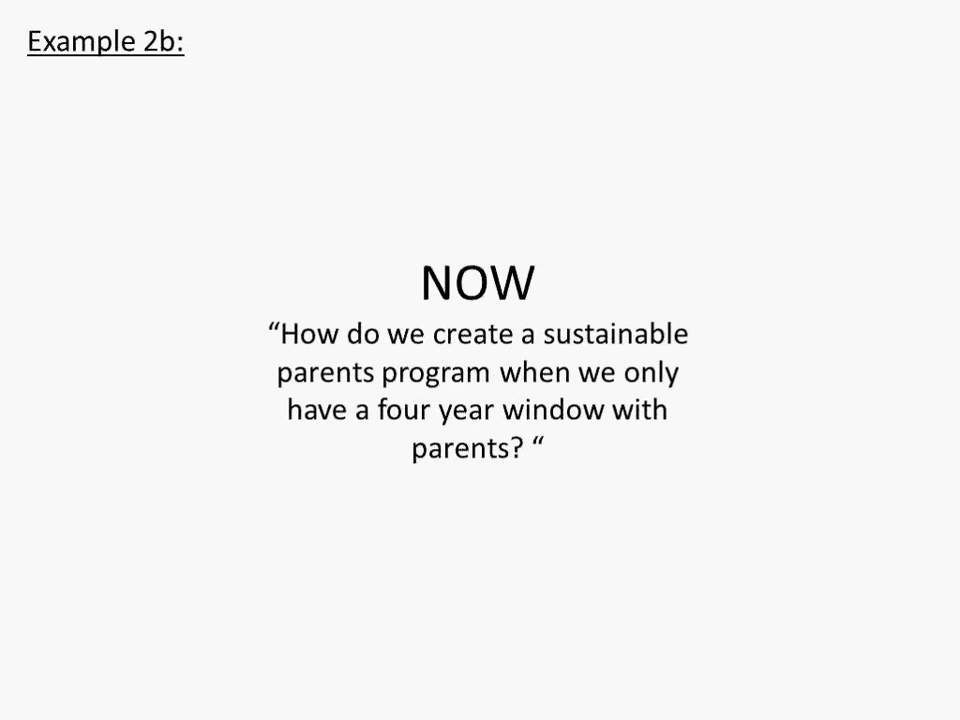 Example 2b:
NOW
“How do we create a sustainable
parents program when we only
have a four year window with
parents? “